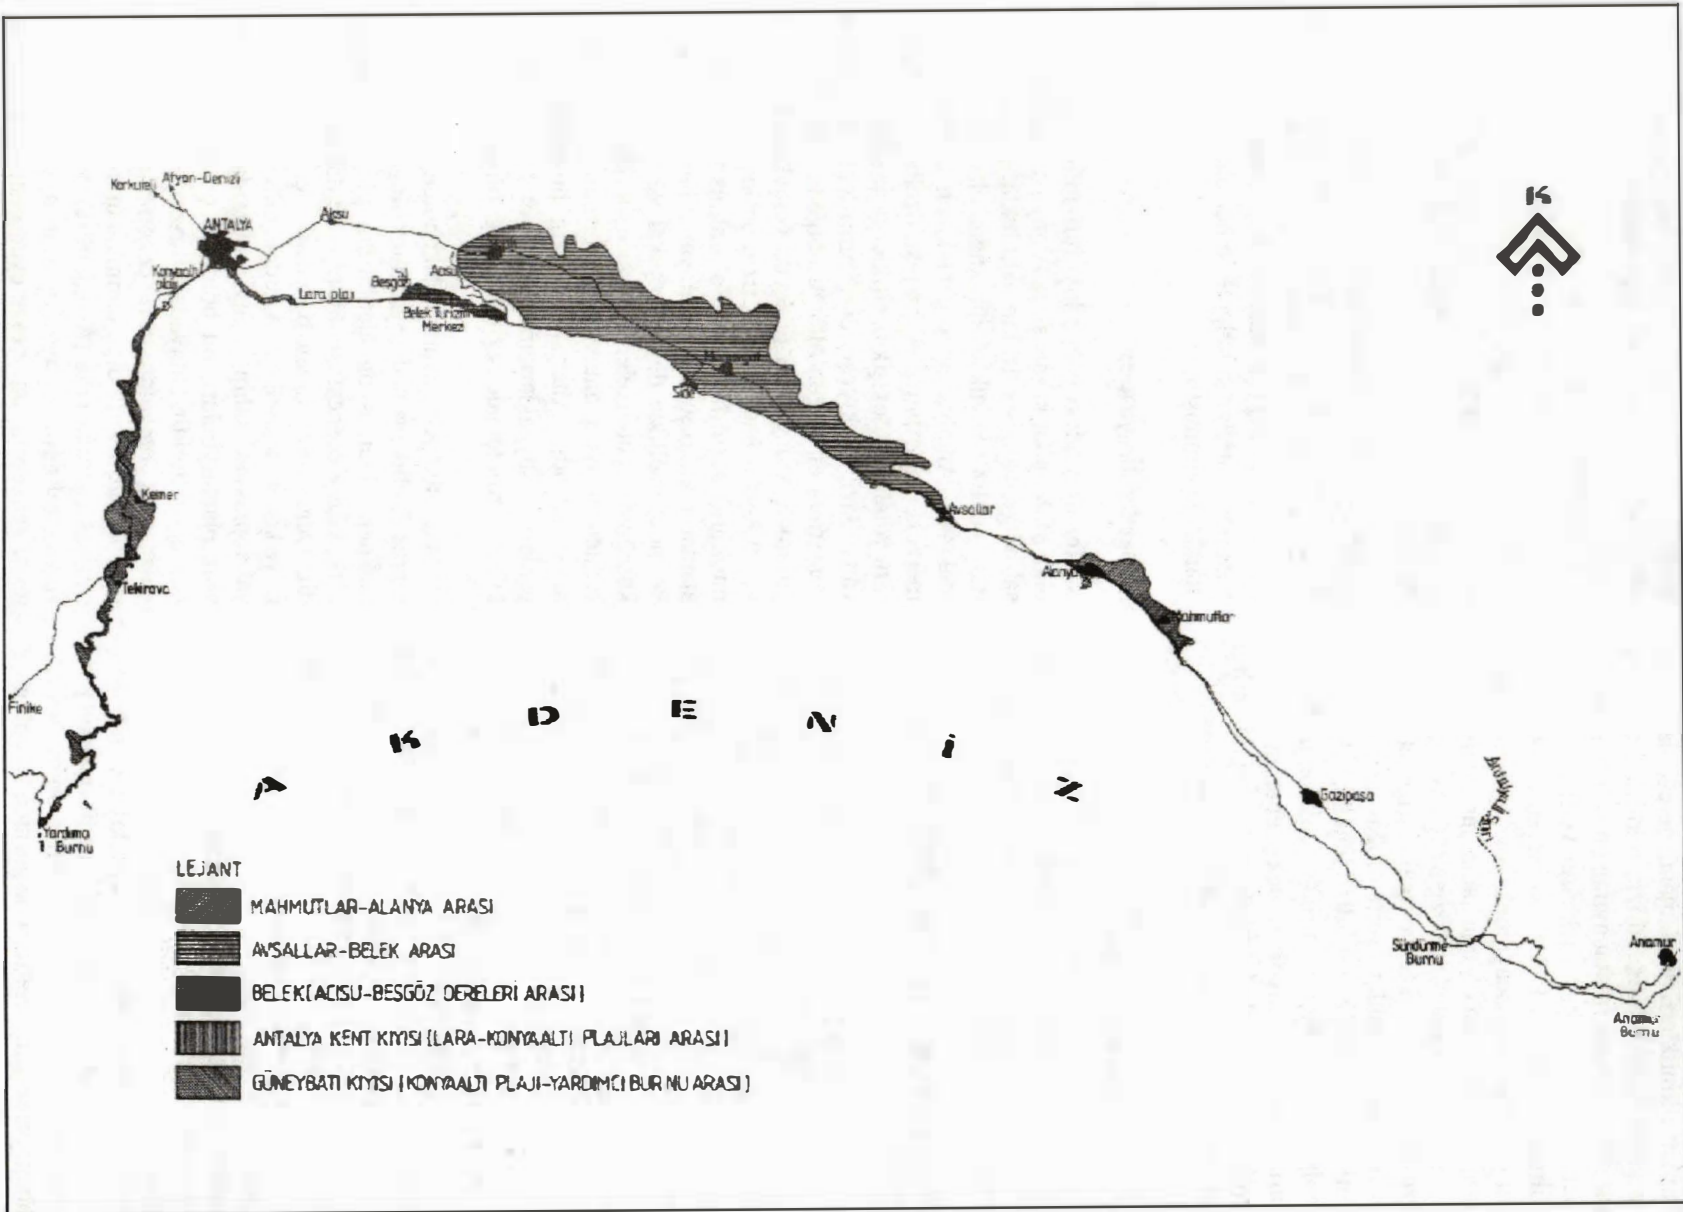 K
Korkuteli
Afyon-Denizli
ANTALYA
Aksu
Konyaaltı
plajı
Lara plajı
Besgöz
Acısu
Belek Turizm
Merkezi
Side
Manavgat
Kemer
Tekirova
Avsallar
Alanya
Mahmutlar
Finike
AKDENİZ
Gazipaşa
Yardımcı
Burnu
Sündürme
Burnu
Anamur
Anamur
Burnu
LEJANT
MAHMUTLAR-ALANYA ARASI
AVSALLAR-BELEK ARASI
BELEK [ACISU-BESGÖZ DERELERİ ARASI]
ANTALYA KENT KIYISI [LARA-KONYAALTI PLAJLARI ARASI]
GÜNEYBATI KIYISI [KONYAALTI PLAJI-YARDIMCI BURNU ARASI]